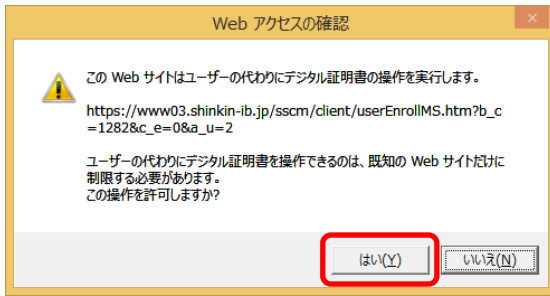 Web アクセスの確認
この Web サイトはユーザーの代わりにデジタル証明書の操作を実行します。
https://www03.shinkin-ib.jp/sscm/client/userEnrollMS.htm?b_c
=1282&c_e=0&a_u=2
ユーザーの代わりにデジタル証明書を操作できるのは、既知の Web サイトだけに
制限する必要があります。
この操作を許可しますか?
はい(Y)
いいえ(N)